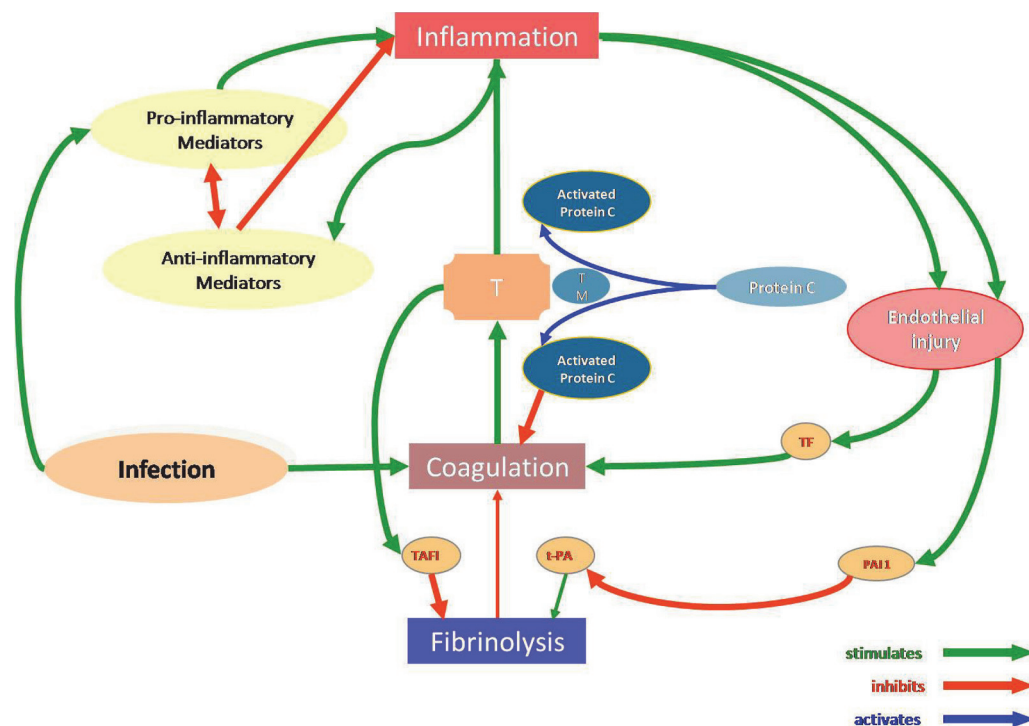 Inflammation
Pro-inflammatory
Mediators
Anti-inflammatory
Mediators
Activated
Protein C
T
T
M
Protein C
Endothelial
injury
Activated
Protein C
Infection
Coagulation
TF
TAFI
t-PA
PAI1
Fibrinolysis
stimulates
inhibits
activates